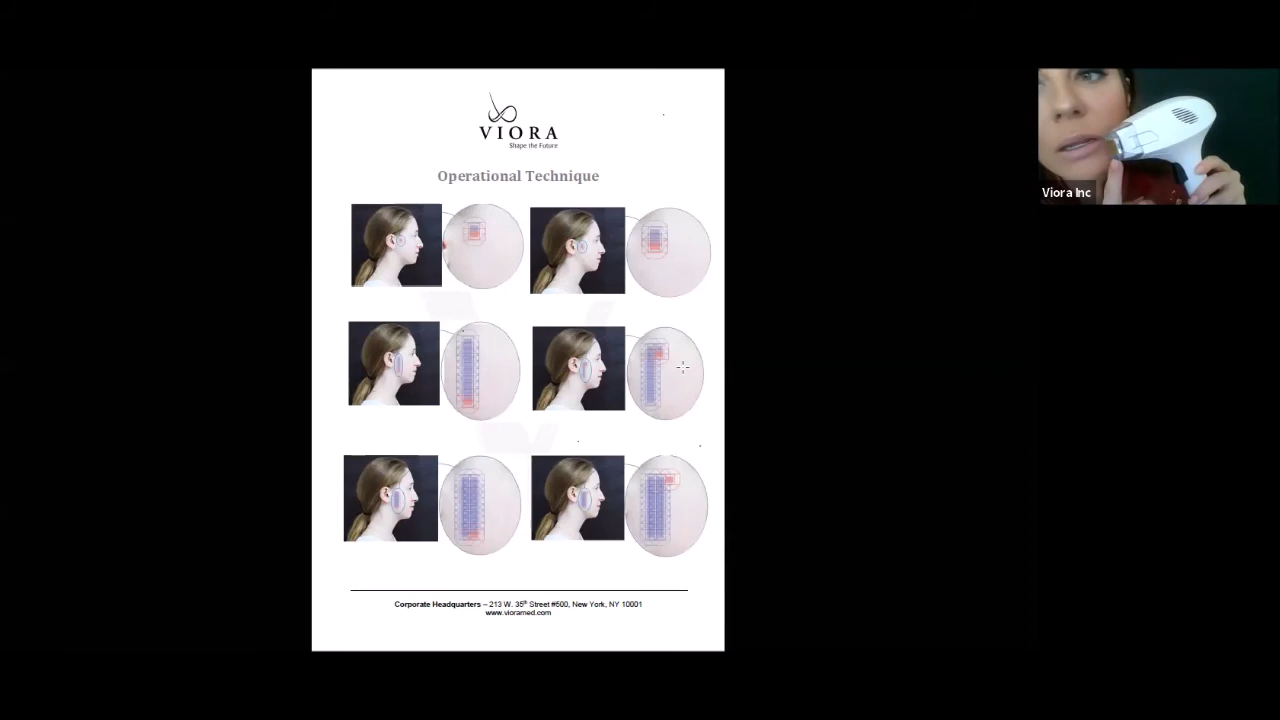 VIORA
Shape the Future
Operational Technique
Corporate Headquarters – 213 W. 35th Street #500, New York, NY 10001
www.vioramed.com
Viora Inc